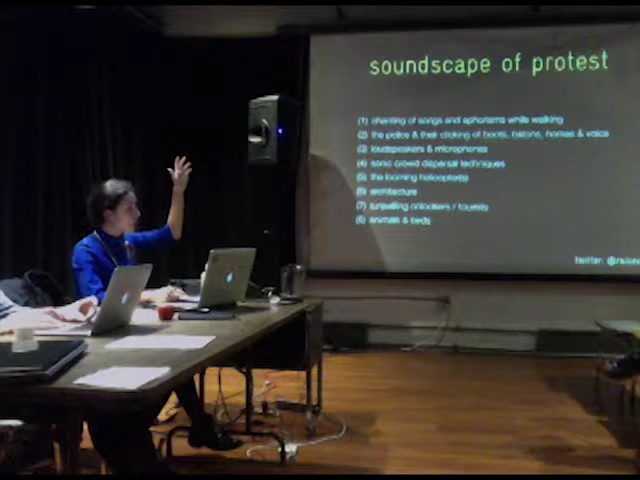 soundscape of protest
(1) chanting of songs and aphorisms while walking
(2) the police & their clicking of boots, batons, horses & voice
(3) loudspeakers & microphones
(4) sonic crowd dispersal techniques
(5) the looming helicopters
(6) architecture
(7) onlookers / tourists
(8) animals & birds
twitter: @raised